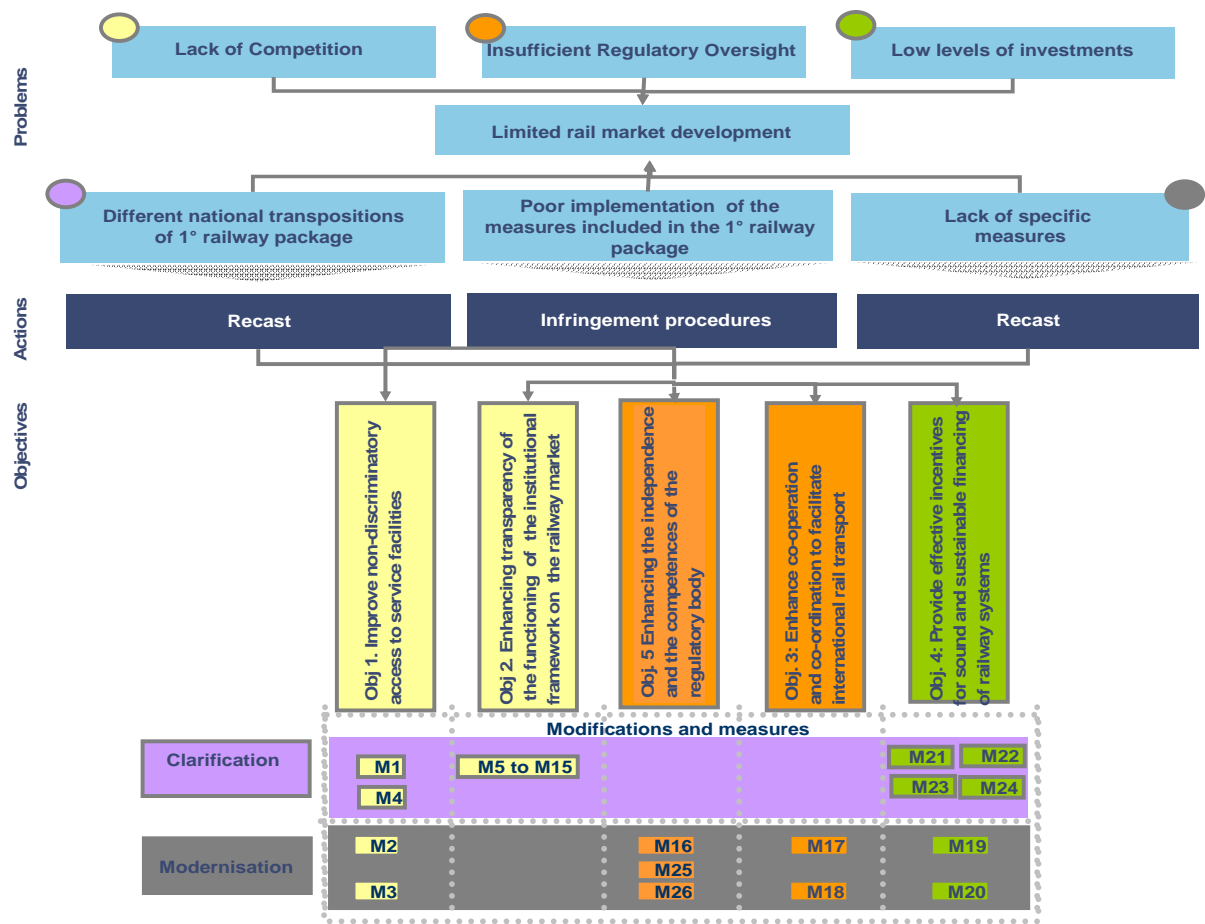 Problems
Lack of Competition
Insufficient Regulatory Oversight
Low levels of investments
Limited rail market development
Different national transpositions
of 1° railway package
Poor implementation of the
measures included in the 1° railway
package
Lack of specific
measures
Actions
Recast
Infringement procedures
Recast
Objectives
Obj 1. Improve non-discriminatory
access to service facilities
Obj 2. Enhancing transparency of
the functioning of the institutional
framework on the railway market
Obj. 5 Enhancing the independence
and the competences of the
regulatory body
Obj. 3: Enhance co-operation
and co-ordination to facilitate
international rail transport
Obj. 4: Provide effective incentives
for sound and sustainable financing
of railway systems
Modifications and measures
Clarification
M1
M4
M5 to M15
M21
M22
M23
M24
Modernisation
M2
M3
M16
M25
M26
M17
M18
M19
M20